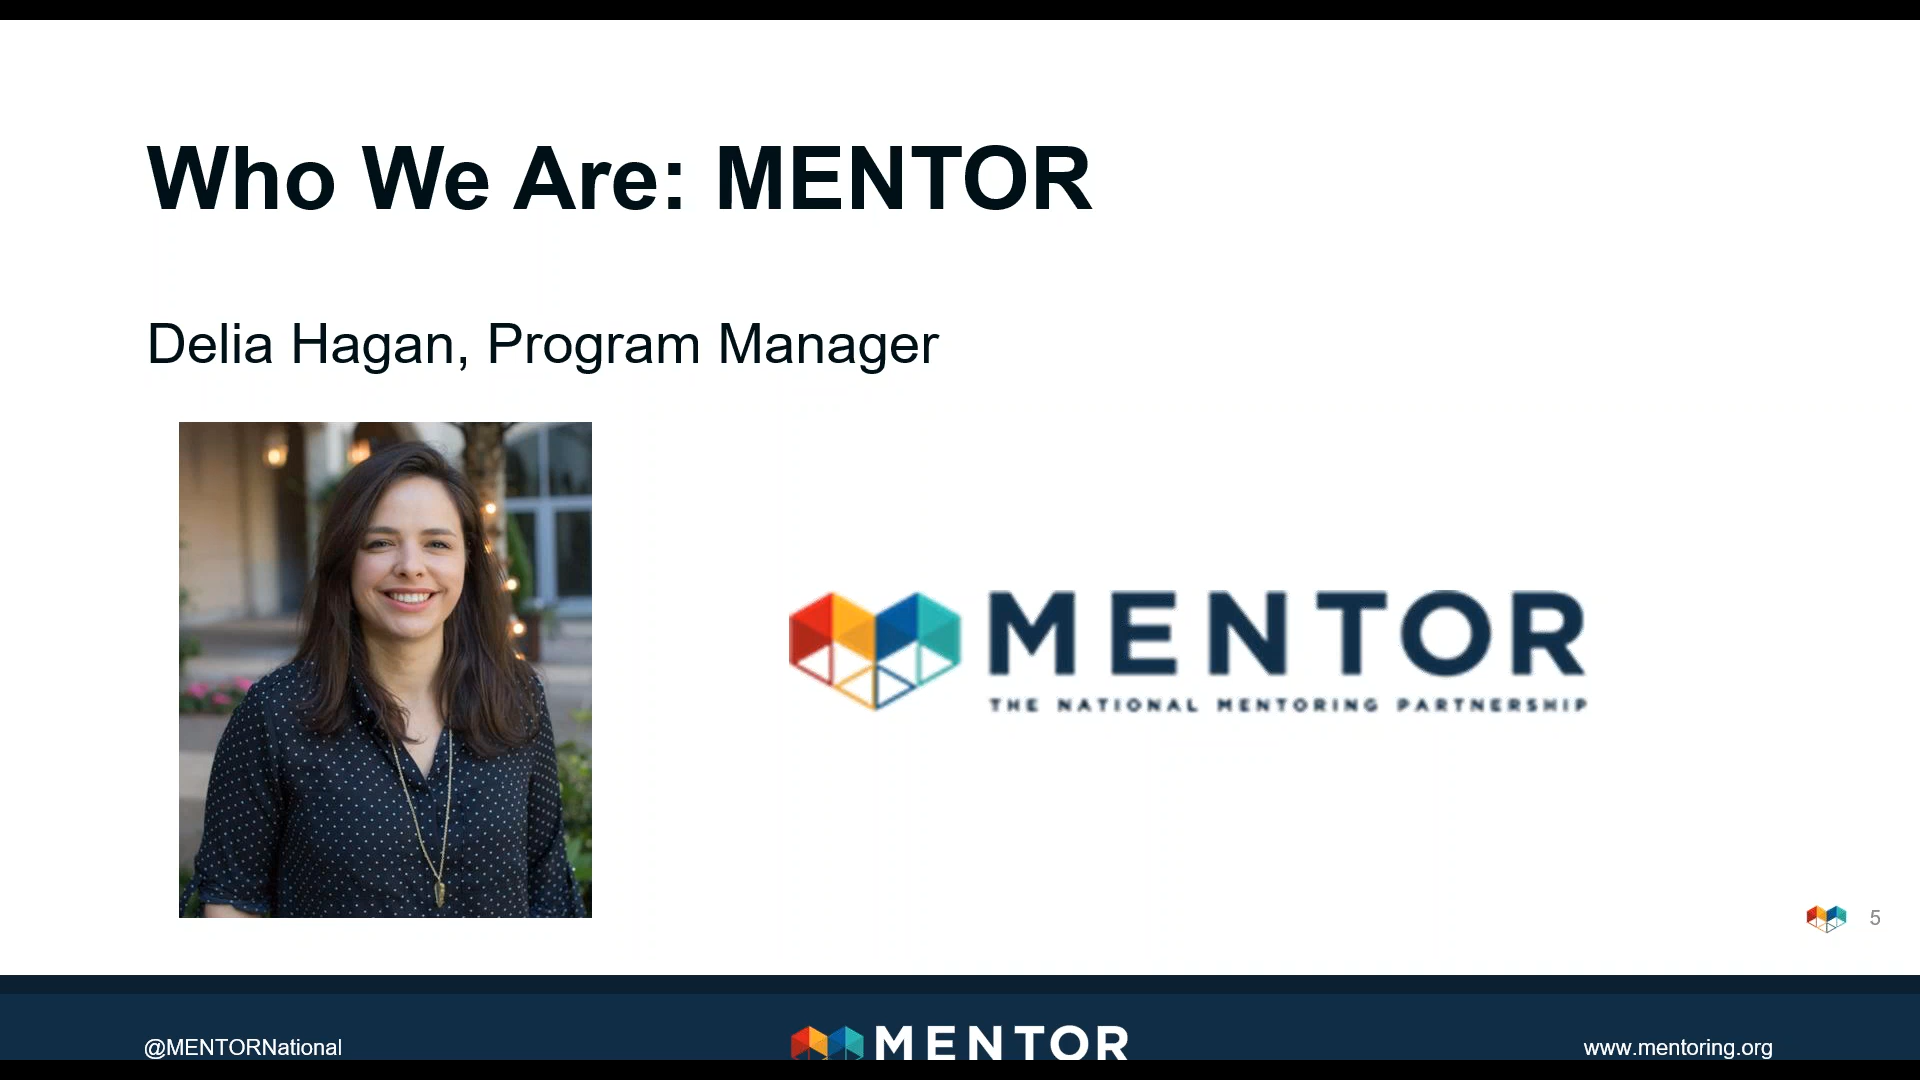 Who We Are: MENTOR
Delia Hagan, Program Manager
MENTOR
THE NATIONAL MENTORING PARTNERSHIP
5
@MENTORNational
MENTOR
www.mentoring.org